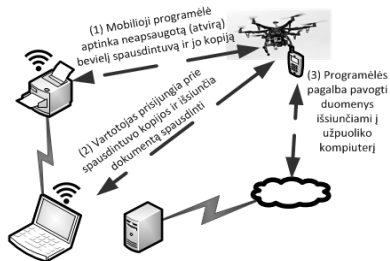 (1) Mobilioji programėlė
aptinka neapsaugotą (atvirą)
bevielį spausdintuvą ir jo kopiją
(2) Vartotojas prisijungia prie
spausdintuvo kopijos ir išsiunčia
dokumentą spausdinti
(3) Programėlės
pagalba pavogti
duomenys
išsiunčiami į
užpuoliko
kompiuterį